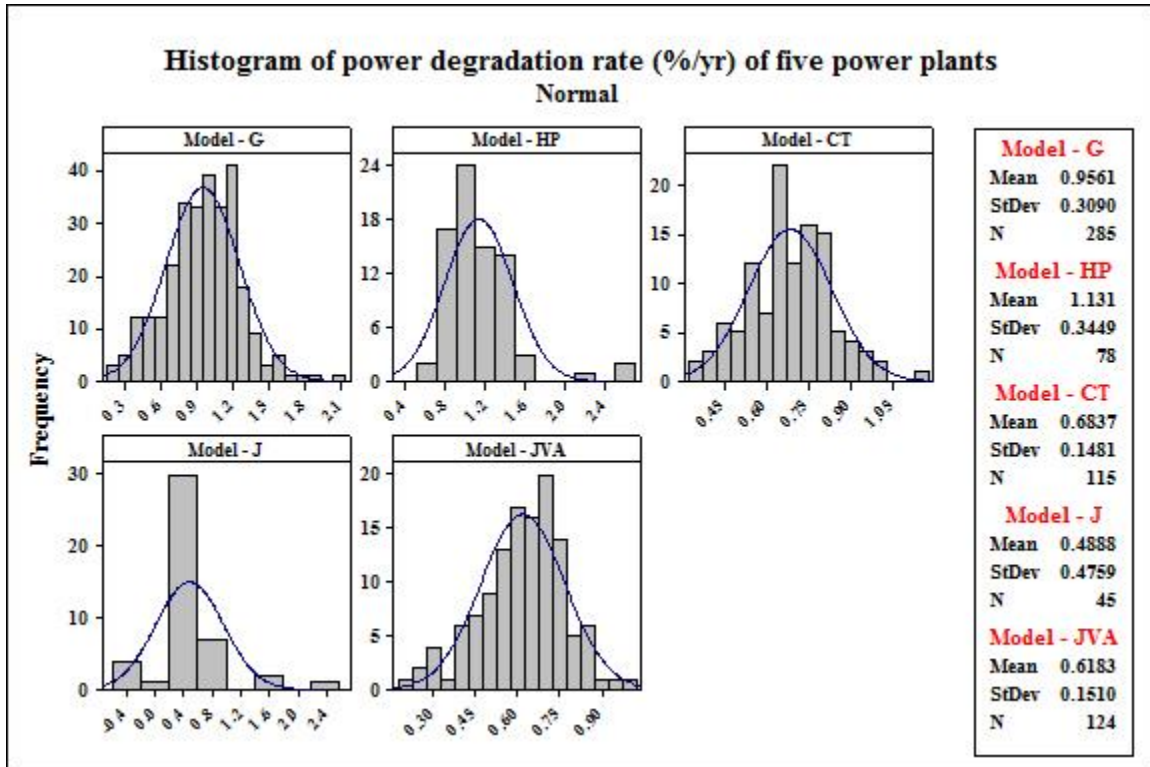 Histogram of power degradation rate (%/yr) of five power plants
Normal
Model - G
Model - HP
Model - CT
40
30
20
10
0
0.3 0.6 0.9 1.2 1.5 1.8 2.1
24
18
12
6
0
0.4 0.8 1.2 1.6 2.0 2.4
20
15
10
5
0
0.45 0.60 0.75 0.90 1.05
Frequency
Model - J
Model - JVA
30
20
10
0
-0.4 0.0 0.4 0.8 1.2 1.6 2.0 2.4
20
15
10
5
0
0.30 0.45 0.60 0.75 0.90
Model - G
Mean 0.9561
StDev 0.3090
N 285
Model - HP
Mean 1.131
StDev 0.3449
N 78
Model - CT
Mean 0.6837
StDev 0.1481
N 115
Model - J
Mean 0.4888
StDev 0.4759
N 45
Model - JVA
Mean 0.6183
StDev 0.1510
N 124